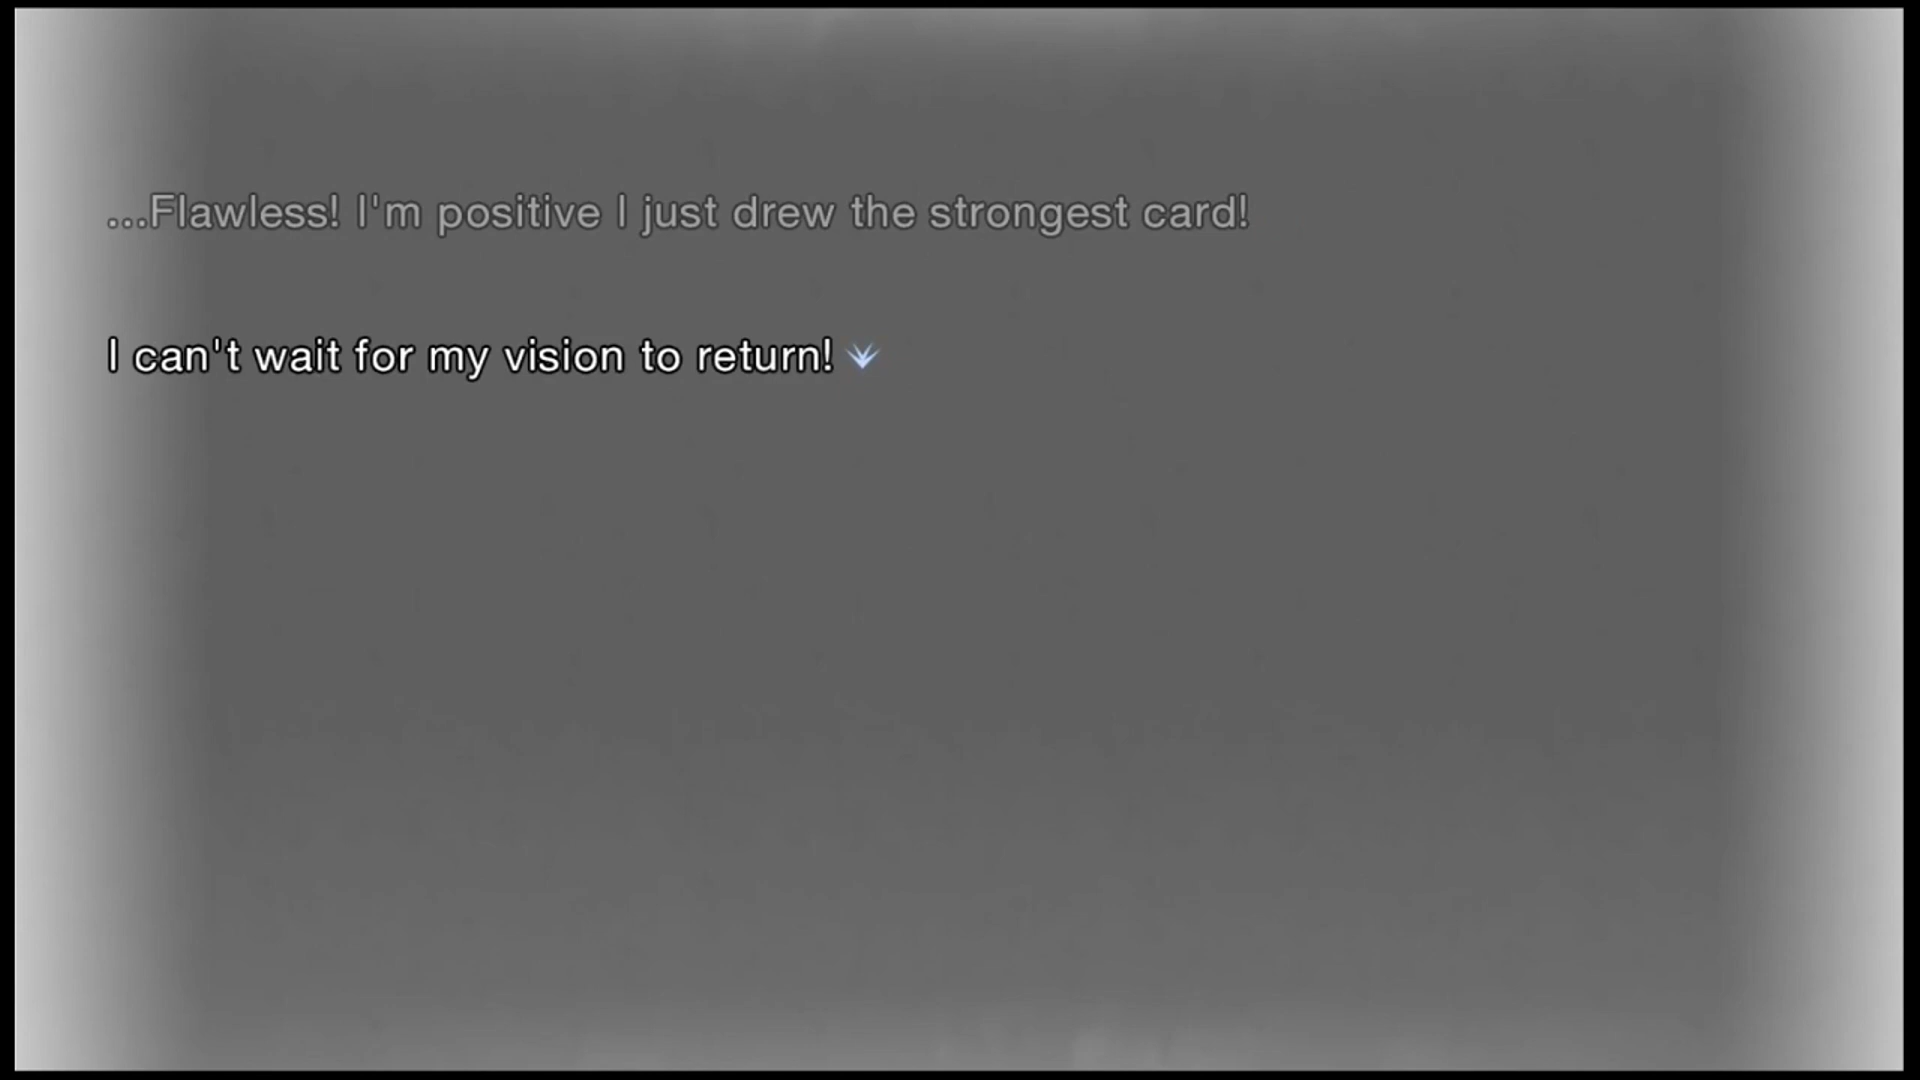 ...Flawless! I'm positive I just drew the strongest card!
I can't wait for my vision to return!